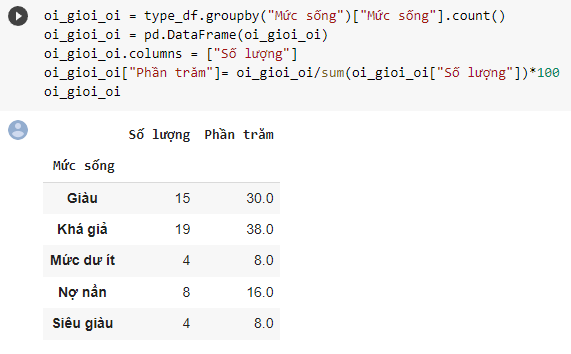 oi_gioi_oi = type_df.groupby("Mức sống")["Mức sống"].count()
oi_gioi_oi = pd.DataFrame(oi_gioi_oi)
oi_gioi_oi.columns = ["Số lượng"]
oi_gioi_oi["Phần trăm"]= oi_gioi_oi/sum(oi_gioi_oi["Số lượng"])*100
oi_gioi_oi
Số lượng Phần trăm
Mức sống
Giàu 15 30.0
Khá giả 19 38.0
Mức dư ít 4 8.0
Nợ nần 8 16.0
Siêu giàu 4 8.0